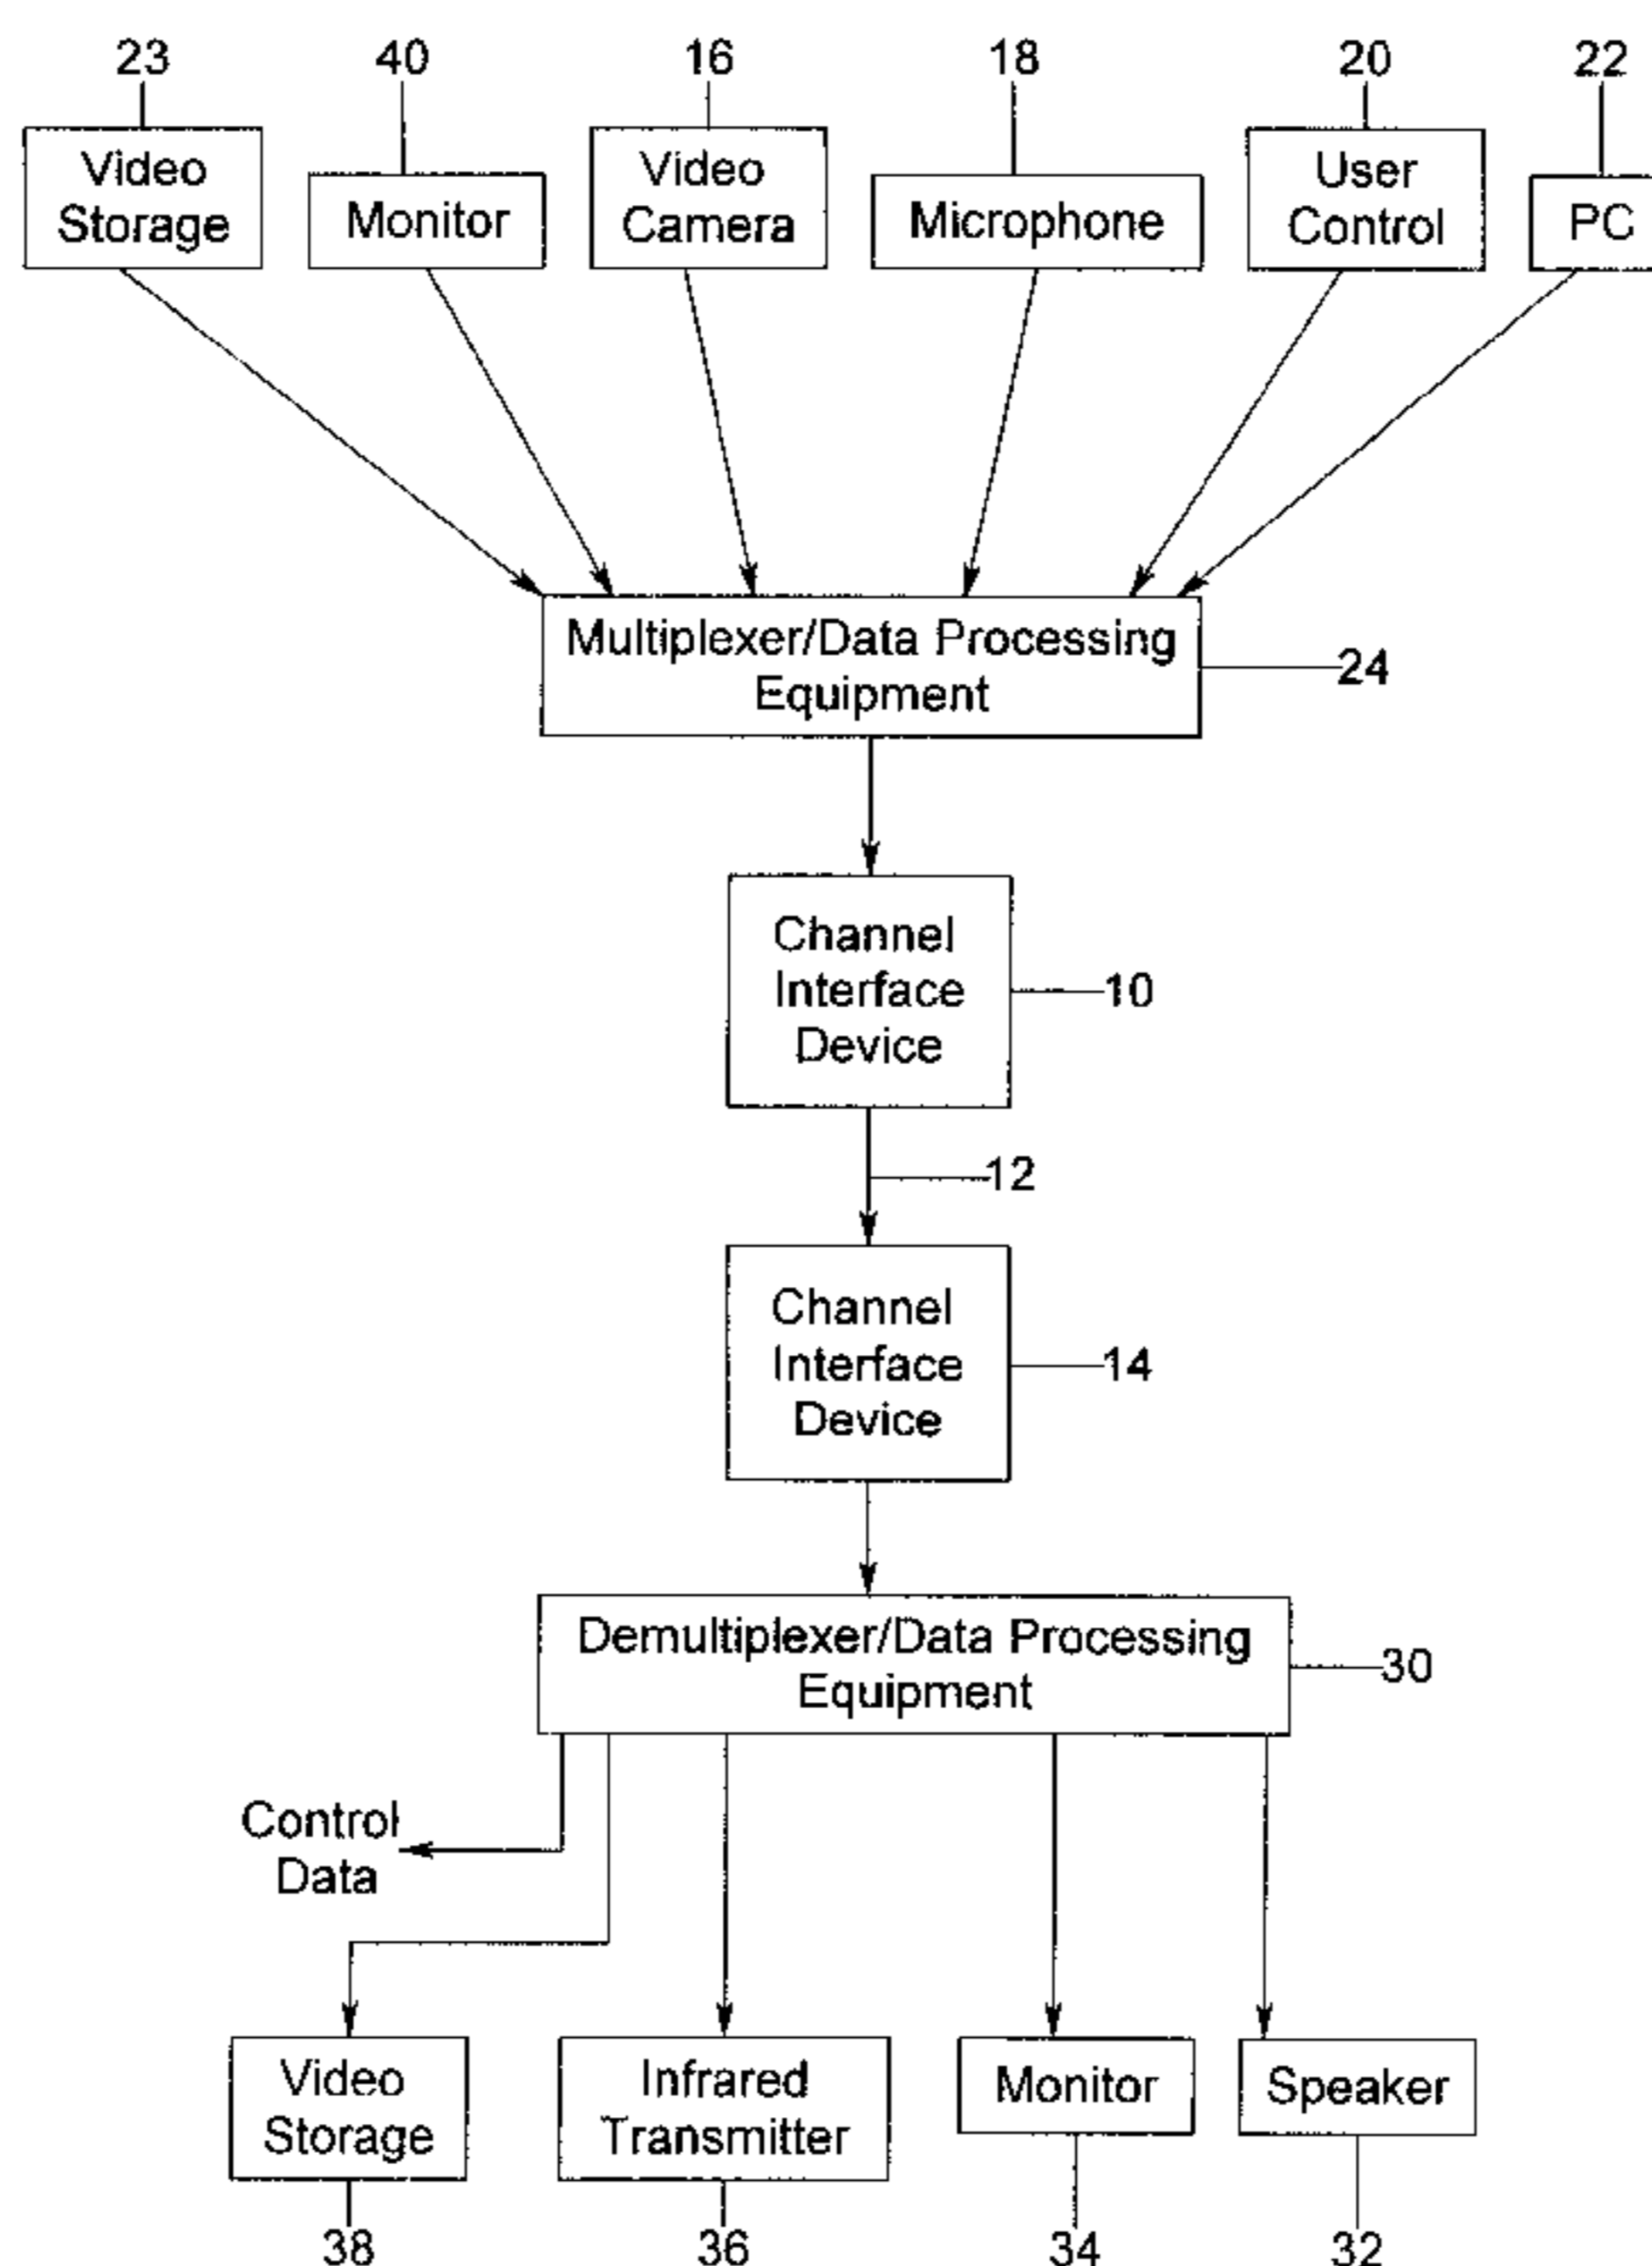 23
40
16
18
20
22
Video
Storage
Monitor
Video
Camera
Microphone
User
Control
PC
Multiplexer/Data Processing
Equipment
24
Channel
Interface
Device
10
12
Channel
Interface
Device
14
Demultiplexer/Data Processing
Equipment
30
Control
Data
Video
Storage
Infrared
Transmitter
Monitor
Speaker
38
36
34
32